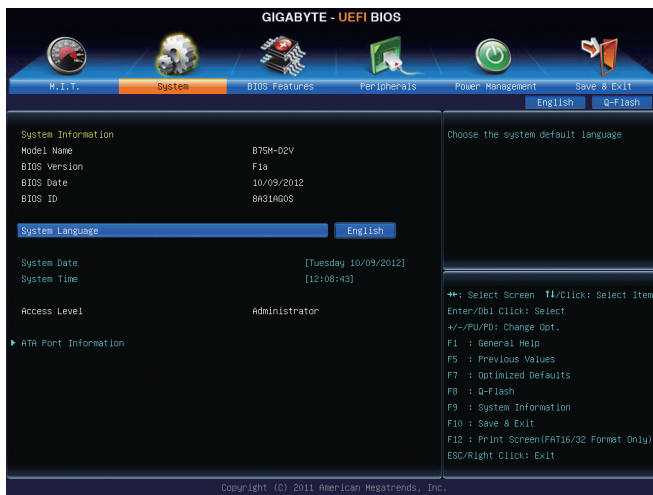 GIGABYTE - UEFI BIOS
M.I.T. System BIOS Features Peripherals Power Management Save & Exit
English Q-Flash
System Information
Model Name B75M-D2V
BIOS Version F1a
BIOS Date 10/09/2012
BIOS ID 8A31AG0S
System Language English
System Date [Tuesday 10/09/2012]
System Time [12:08:43]
Access Level Administrator
ATA Port Information
Choose the system default language
→←: Select Screen ↑↓/Click: Select Item
Enter/Dbl Click: Select
+/-/PU/PD: Change Opt.
F1 : General Help
F5 : Previous Values
F7 : Optimized Defaults
F8 : Q-Flash
F9 : System Information
F10 : Save & Exit
F12 : Print Screen(FAT16/32 Format Only)
ESC/Right Click: Exit
Copyright (C) 2011 American Megatrends, Inc.